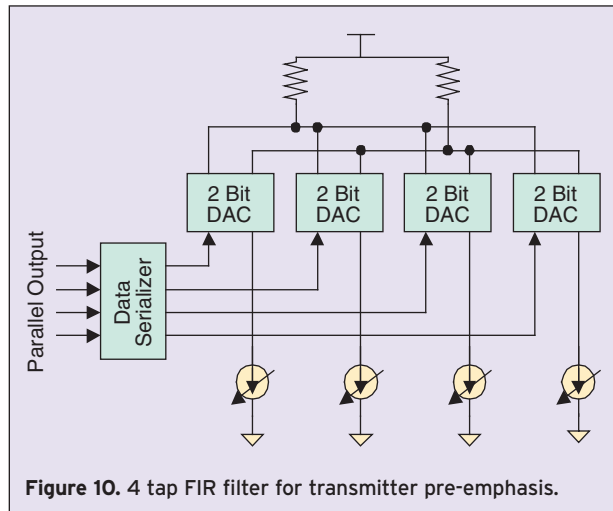 2 Bit
DAC
2 Bit
DAC
2 Bit
DAC
2 Bit
DAC
Parallel Output
Data
Serializer
Figure 10. 4 tap FIR filter for transmitter pre-emphasis.